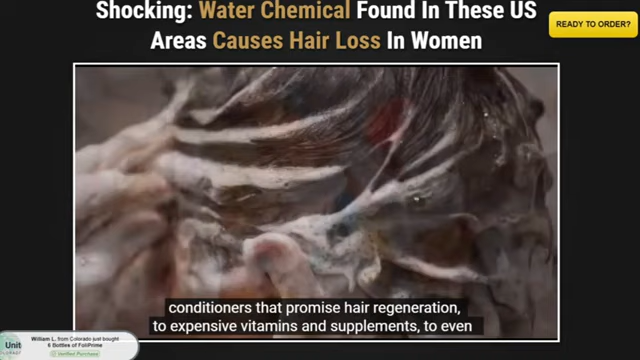 Shocking: Water Chemical Found In These US
Areas Causes Hair Loss In Women
READY TO ORDER?
conditioners that promise hair regeneration,
to expensive vitamins and supplements, to even
Unit
William L. from Colorado just bought
6 Bottles of FoliPrime
Verified Purchase